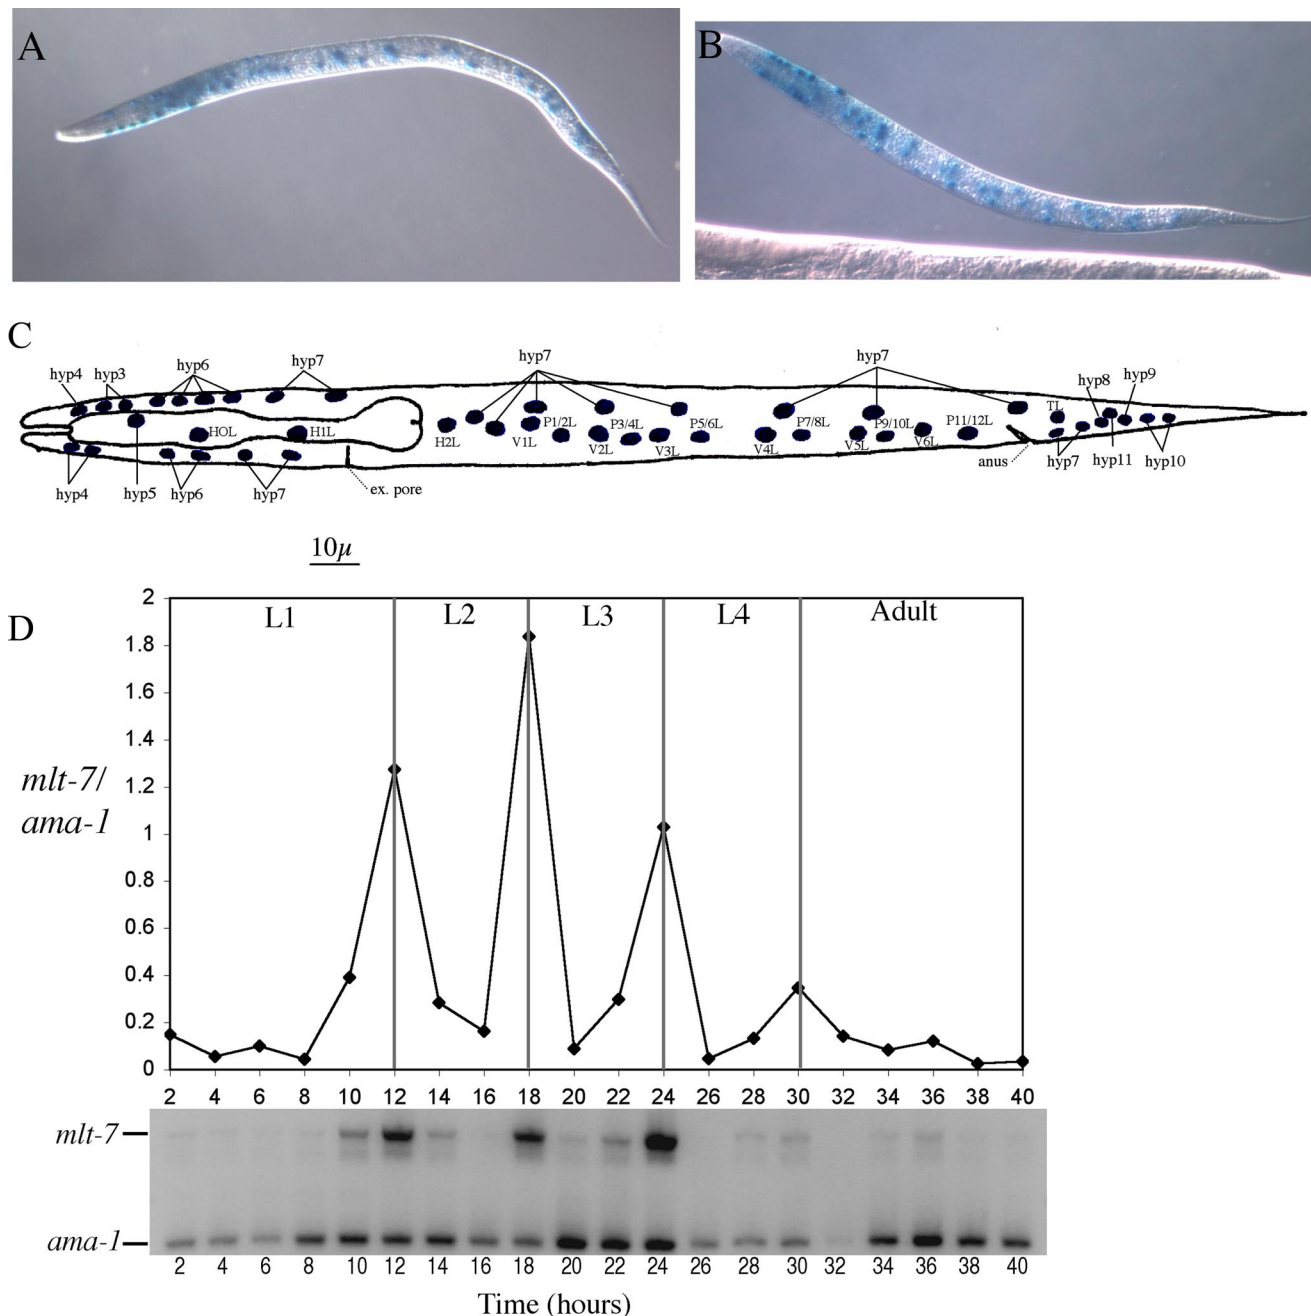 A
B
C
hyp4 hyp3 hyp6 hyp7 hyp7 hyp7 hyp8 hyp9
HOL H1L H2L V1L P1/2L V2L P3/4L V3L P5/6L V4L P7/8L V5L P9/10L V6L P11/12L TL
hyp4 hyp5 hyp6 hyp7 ex. pore anus hyp7 hyp11 hyp10
10μ
D
L1 L2 L3 L4 Adult
2
1.8
1.6
1.4
1.2
1
0.8
0.6
0.4
0.2
0
mlt-7/
ama-1
2 4 6 8 10 12 14 16 18 20 22 24 26 28 30 32 34 36 38 40
mlt-7
ama-1
2 4 6 8 10 12 14 16 18 20 22 24 26 28 30 32 34 36 38 40
Time (hours)